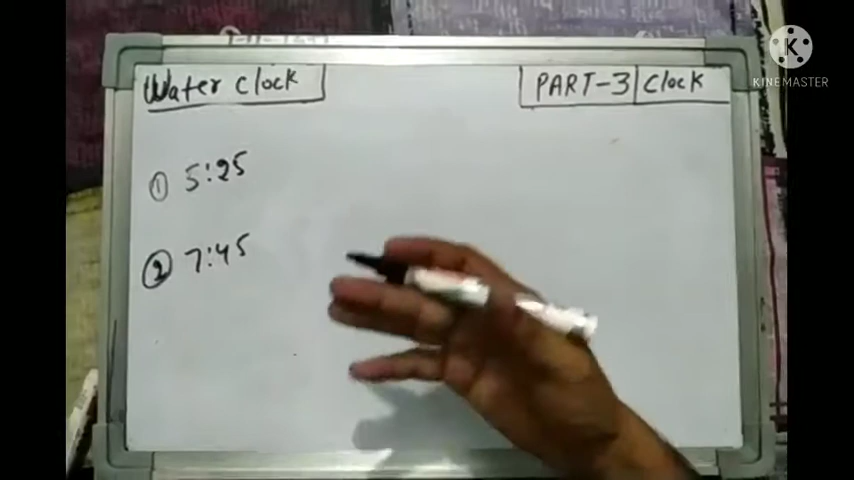 Water clock
PART-3 clock
① 5:25
② 7:45
K
KINEMASTER